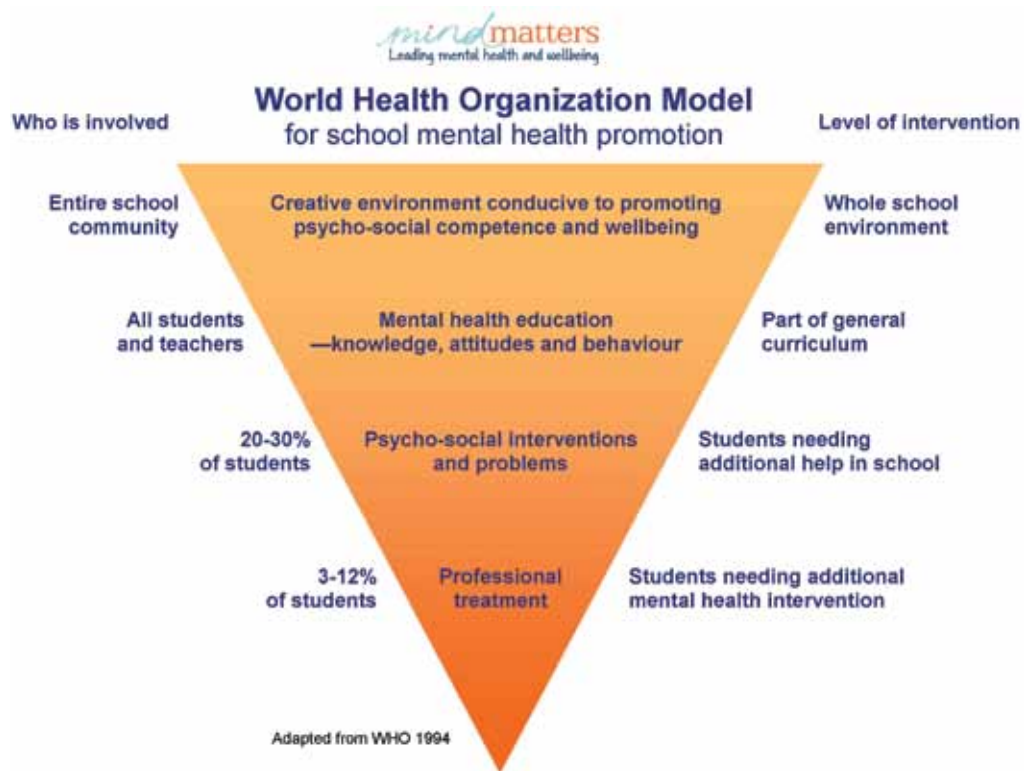 mindmatters
Leading mental health and wellbeing
World Health Organization Model
for school mental health promotion
Who is involved
Level of intervention
Entire school
community
Creative environment conducive to promoting
psycho-social competence and wellbeing
Whole school
environment
All students
and teachers
Mental health education
—knowledge, attitudes and behaviour
Part of general
curriculum
20-30%
of students
Psycho-social interventions
and problems
Students needing
additional help in school
3-12%
of students
Professional
treatment
Students needing additional
mental health intervention
Adapted from WHO 1994